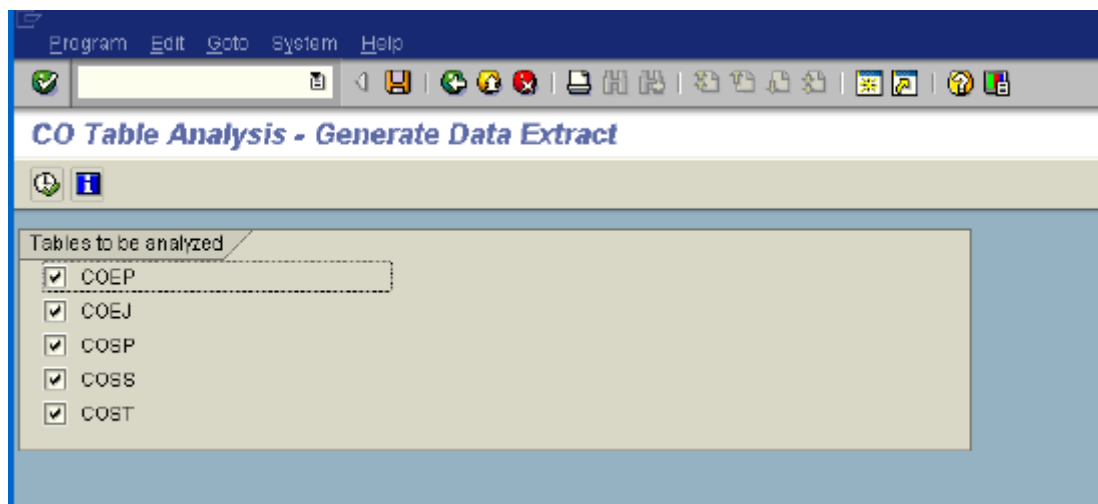 Program Edit Goto System Help
CO Table Analysis - Generate Data Extract
Tables to be analyzed
COEP
COEJ
COSP
COSS
COST